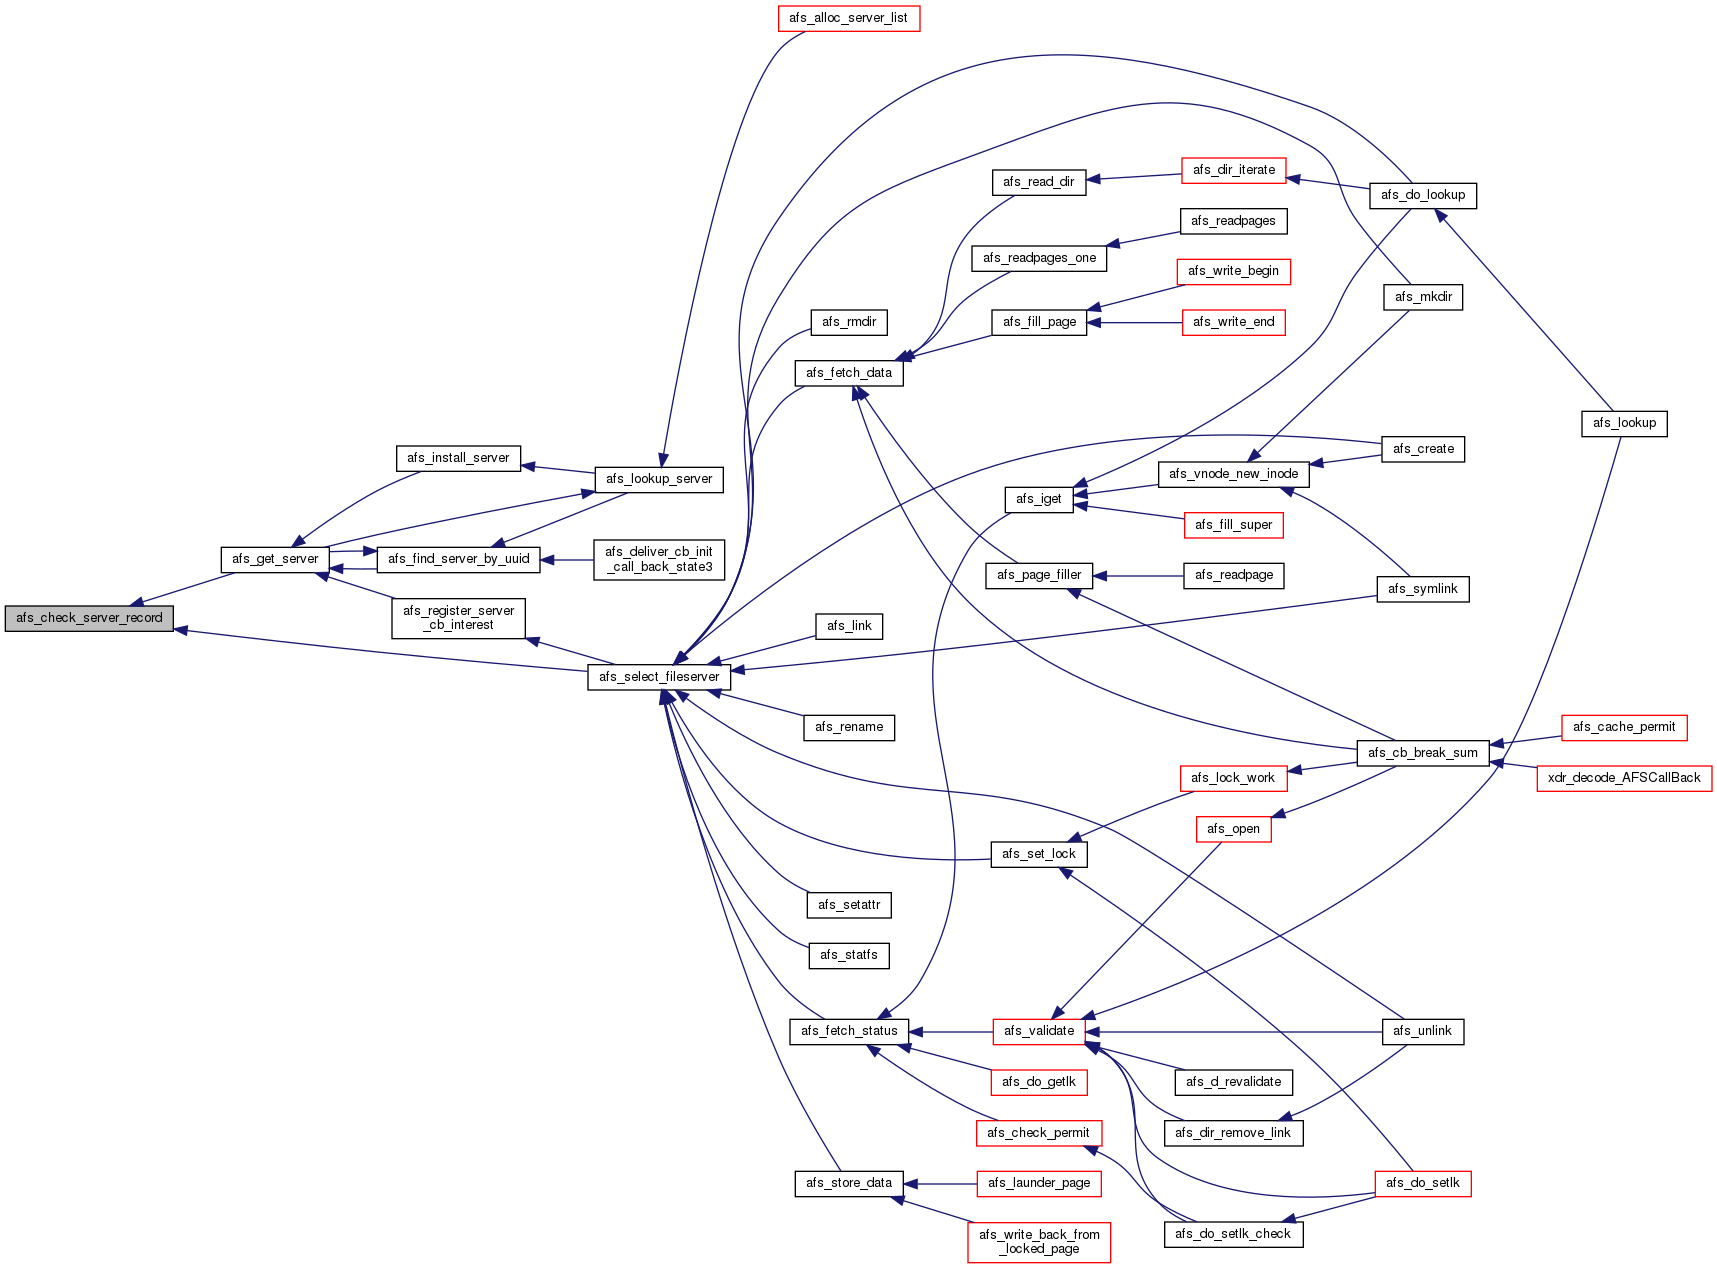 afs_alloc_server_list
afs_read_dir
afs_dir_iterate
afs_do_lookup
afs_readpages
afs_readpages_one
afs_write_begin
afs_mkdir
afs_rmdir
afs_fill_page
afs_write_end
afs_fetch_data
afs_lookup
afs_install_server
afs_lookup_server
afs_create
afs_vnode_new_inode
afs_iget
afs_fill_super
afs_get_server
afs_find_server_by_uuid
afs_deliver_cb_init
_call_back_state3
afs_page_filler
afs_readpage
afs_symlink
afs_check_server_record
afs_register_server
_cb_interest
afs_link
afs_select_fileserver
afs_rename
afs_cache_permit
afs_cb_break_sum
afs_lock_work
xdr_decode_AFSCallBack
afs_open
afs_set_lock
afs_setattr
afs_statfs
afs_fetch_status
afs_validate
afs_unlink
afs_do_getlk
afs_d_revalidate
afs_check_permit
afs_dir_remove_link
afs_store_data
afs_launder_page
afs_do_setlk
afs_write_back_from
_locked_page
afs_do_setlk_check